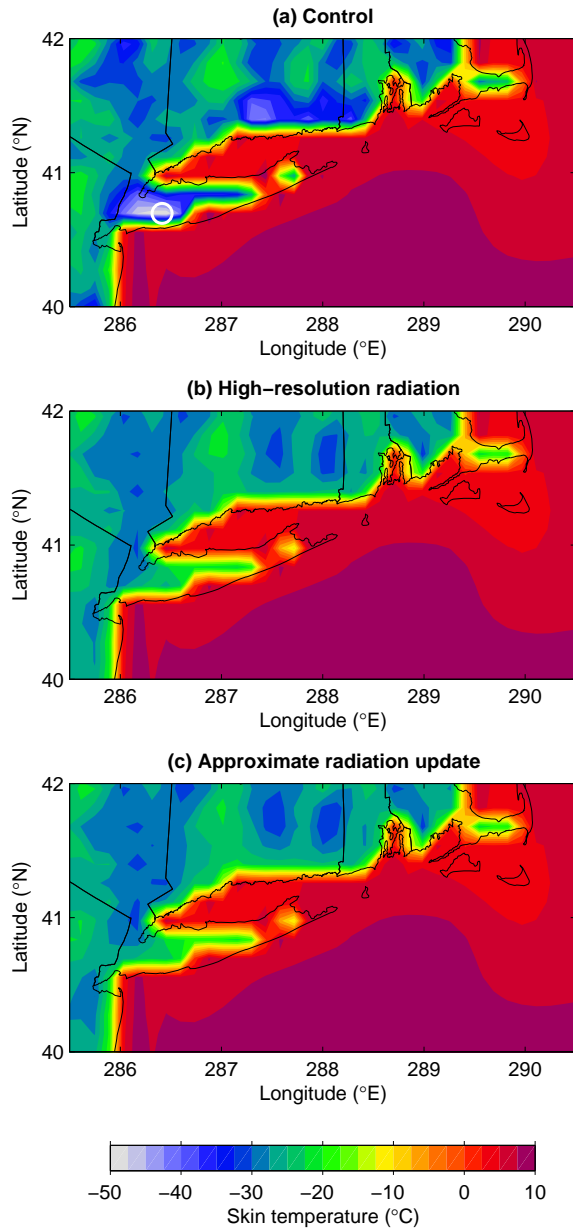 (a) Control
42
41
40
Latitude (°N)
286 287 288 289 290
Longitude (°E)
(b) High−resolution radiation
42
41
40
Latitude (°N)
286 287 288 289 290
Longitude (°E)
(c) Approximate radiation update
42
41
40
Latitude (°N)
286 287 288 289 290
Longitude (°E)
−50 −40 −30 −20 −10 0 10
Skin temperature (°C)